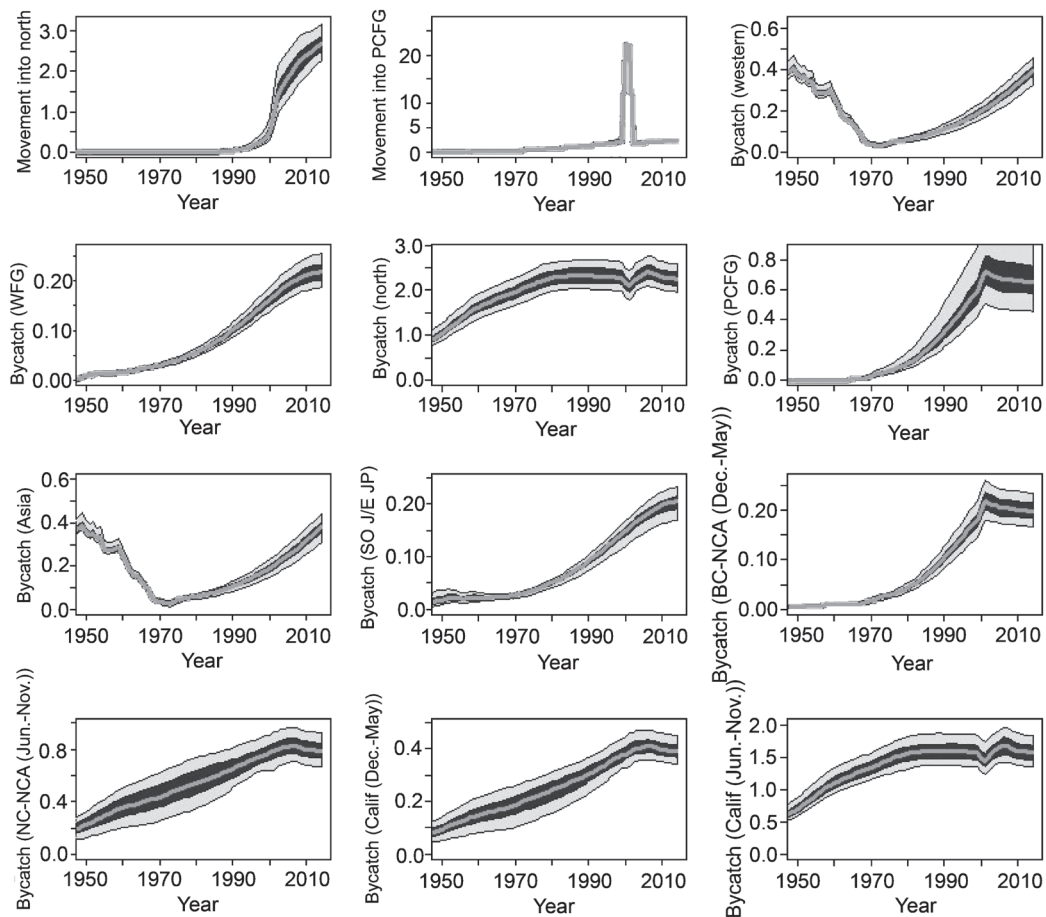 Movement into north
3.0
2.0
1.0
0.0
1950 1970 1990 2010
Year
Movement into PCFG
20
15
10
5
0
1950 1970 1990 2010
Year
Bycatch (western)
0.6
0.4
0.2
0.0
1950 1970 1990 2010
Year
Bycatch (WFG)
0.20
0.10
0.00
1950 1970 1990 2010
Year
Bycatch (north)
3.0
2.0
1.0
0.0
1950 1970 1990 2010
Year
Bycatch (PCFG)
0.8
0.6
0.4
0.2
0.0
1950 1970 1990 2010
Year
Bycatch (Asia)
0.6
0.4
0.2
0.0
1950 1970 1990 2010
Year
Bycatch (SO J/E JP)
0.20
0.10
0.00
1950 1970 1990 2010
Year
Bycatch (BC-NCA (Dec.-May))
0.20
0.10
0.00
1950 1970 1990 2010
Year
Bycatch (NC-NCA (Jun.-Nov.))
0.8
0.4
0.0
1950 1970 1990 2010
Year
Bycatch (Calif (Dec.-May))
0.4
0.2
0.0
1950 1970 1990 2010
Year
Bycatch (Calif (Jun.-Nov.))
2.0
1.5
1.0
0.5
0.0
1950 1970 1990 2010
Year